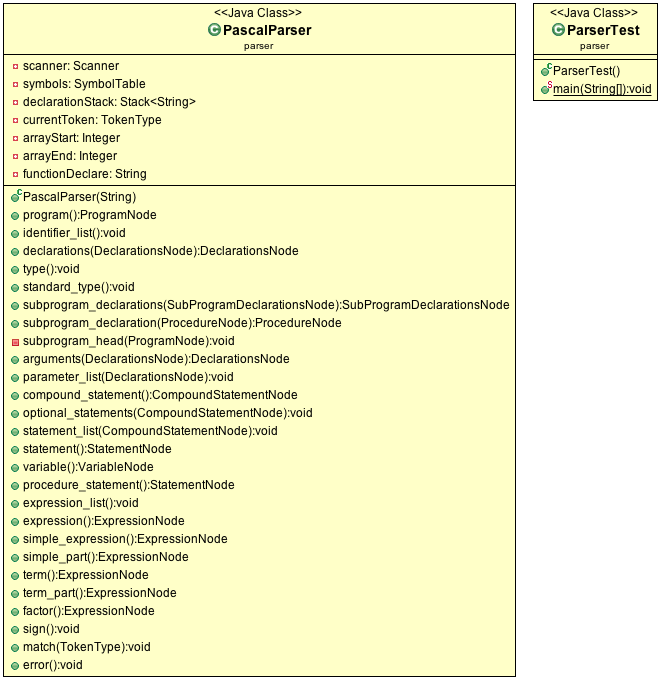 <<Java Class>>
PascalParser
parser
scanner: Scanner
symbols: SymbolTable
declarationStack: Stack<String>
currentToken: TokenType
arrayStart: Integer
arrayEnd: Integer
functionDeclare: String
PascalParser(String)
program():ProgramNode
identifier_list():void
declarations(DeclarationsNode):DeclarationsNode
type():void
standard_type():void
subprogram_declarations(SubProgramDeclarationsNode):SubProgramDeclarationsNode
subprogram_declaration(ProcedureNode):ProcedureNode
subprogram_head(ProgramNode):void
arguments(DeclarationsNode):DeclarationsNode
parameter_list(DeclarationsNode):void
compound_statement():CompoundStatementNode
optional_statements(CompoundStatementNode):void
statement_list(CompoundStatementNode):void
statement():StatementNode
variable():VariableNode
procedure_statement():StatementNode
expression_list():void
expression():ExpressionNode
simple_expression():ExpressionNode
simple_part():ExpressionNode
term():ExpressionNode
term_part():ExpressionNode
factor():ExpressionNode
sign():void
match(TokenType):void
error():void
<<Java Class>>
ParserTest
parser
ParserTest()
main(String[]):void